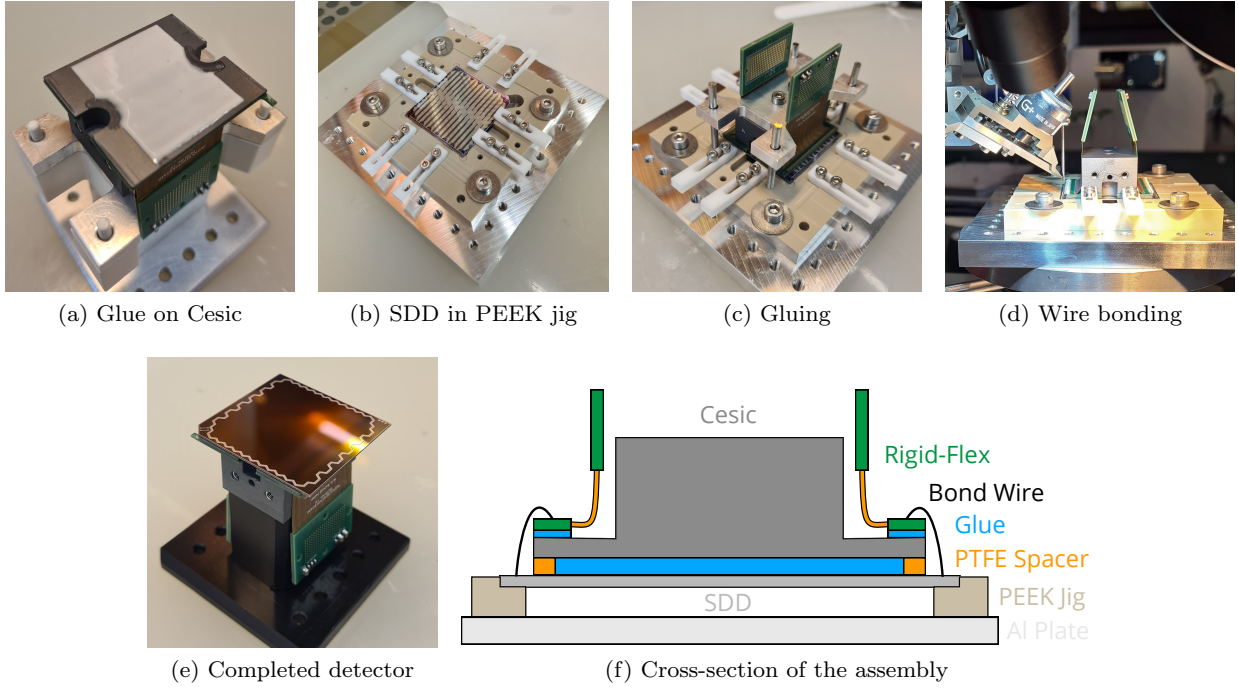 (a) Glue on Cesic
(b) SDD in PEEK jig
(c) Gluing
(d) Wire bonding
Cesic
Rigid-Flex
Bond Wire
Glue
PTFE Spacer
PEEK Jig
SDD
Al Plate
(e) Completed detector
(f) Cross-section of the assembly